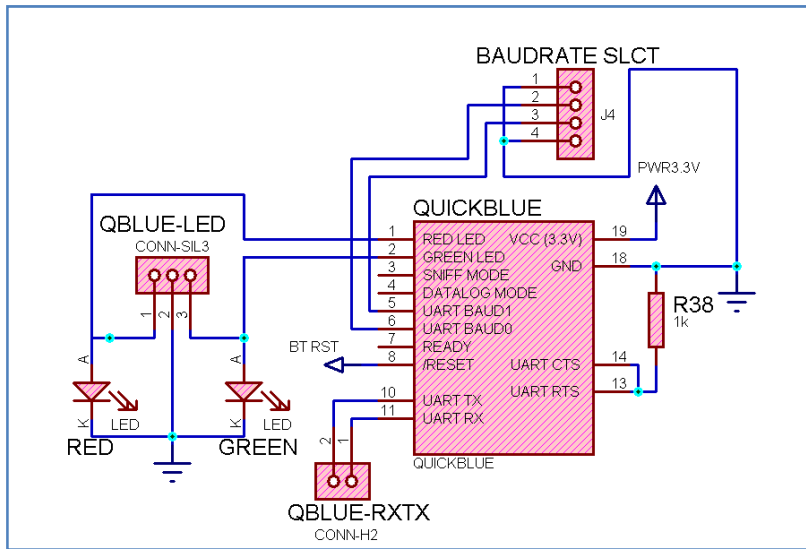 BAUDRATE SLCT
1
2
3
4
J4
PWR3.3V
QUICKBLUE
QBLUE-LED
CONN-SIL3
1
2
3
1 RED LED
2 GREEN LED
3 SNIFF MODE
4 DATALOG MODE
5 UART BAUD1
6 UART BAUD0
7 READY
8 /RESET
10 UART TX
11 UART RX
VCC (3.3V) 19
GND 18
UART CTS 14
UART RTS 13
QUICKBLUE
R38
1k
BT RST
A
K
LED
RED
A
K
LED
GREEN
2
1
QBLUE-RXTX
CONN-H2